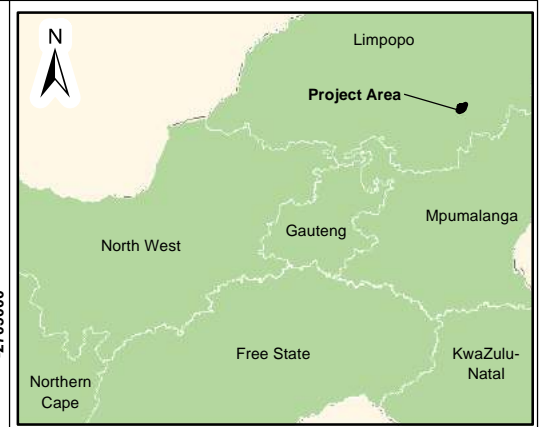 N
Limpopo
Project Area
Mpumalanga
Gauteng
North West
Free State
KwaZulu-
Natal
Northern
Cape